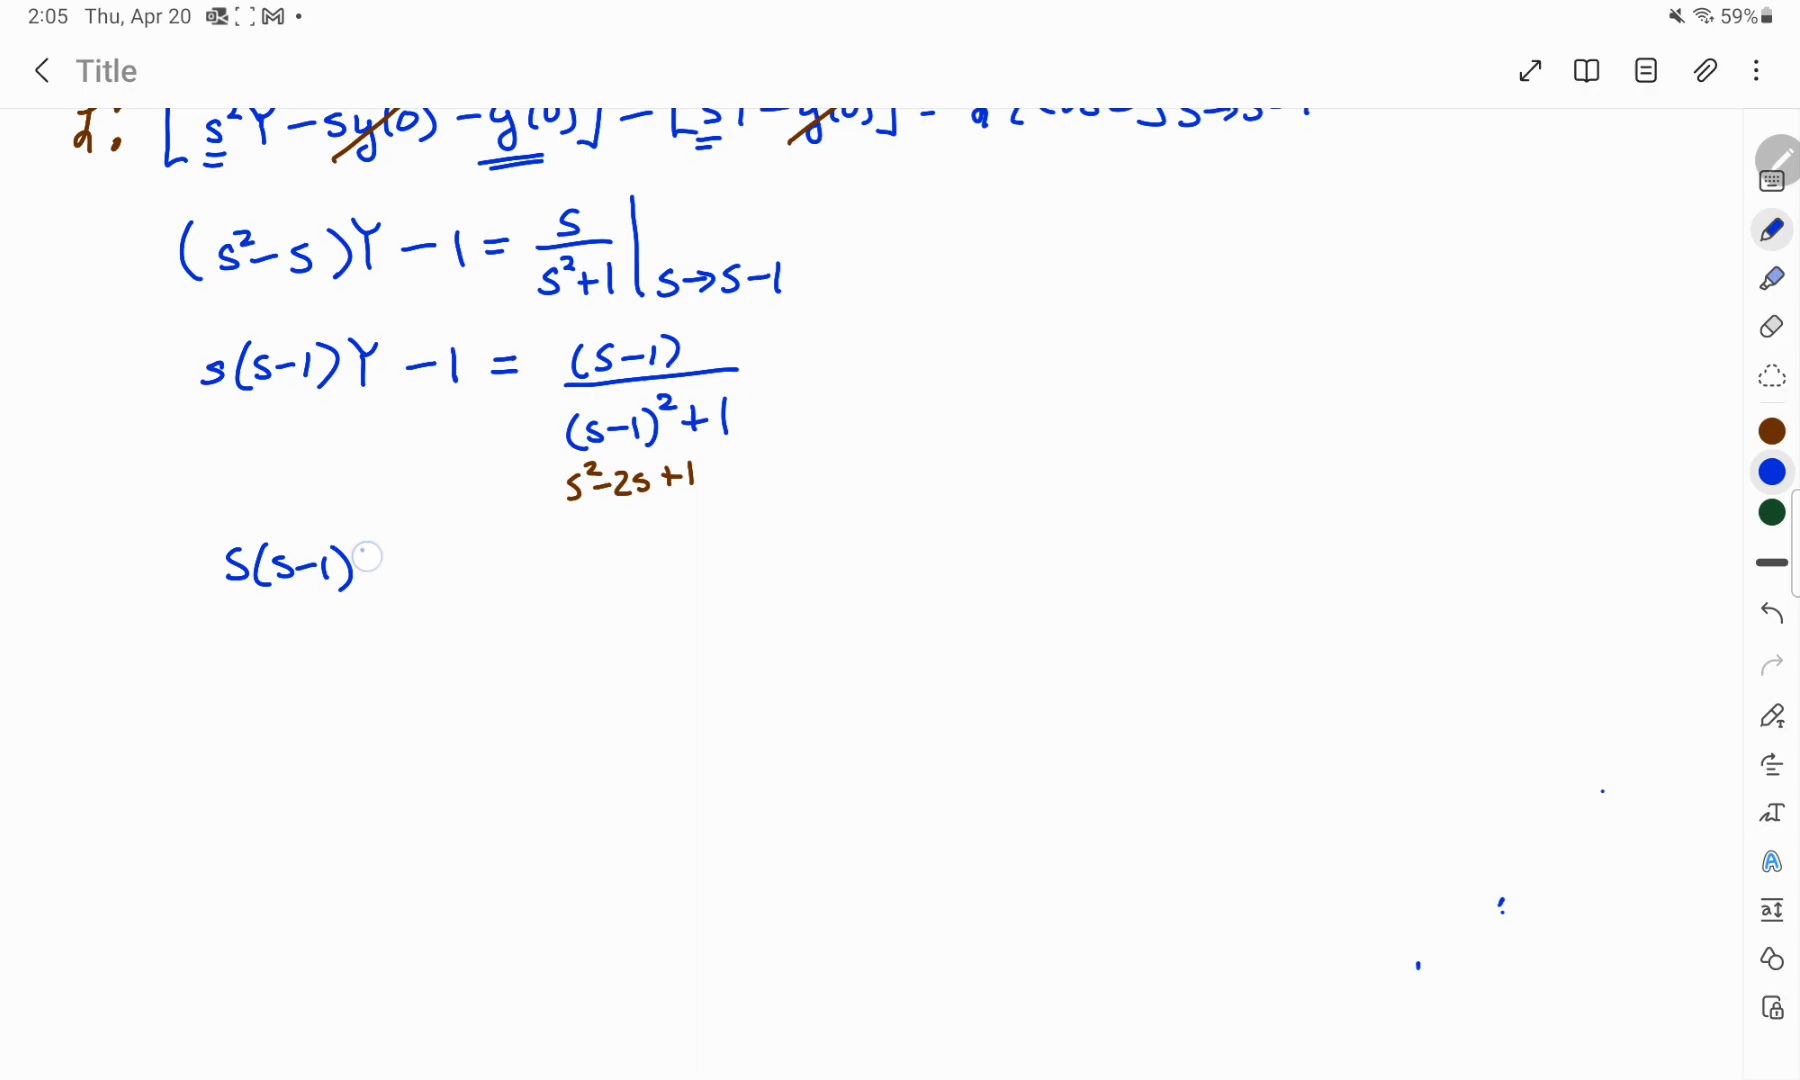 2:05 Thu, Apr 20 59%
Title
(s²-s)Y - 1 = s/(s²+1) | s→s-1
s(s-1)Y - 1 = (s-1)/((s-1)²+1)
s²-2s+1
s(s-1)